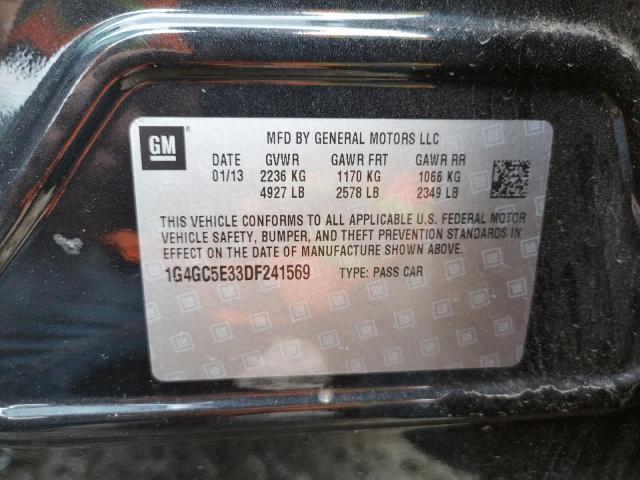 GM
MFD BY GENERAL MOTORS LLC
DATE GVWR GAWR FRT GAWR RR
01/13 2236 KG 1170 KG 1066 KG
4927 LB 2578 LB 2349 LB
THIS VEHICLE CONFORMS TO ALL APPLICABLE U.S. FEDERAL MOTOR
VEHICLE SAFETY, BUMPER, AND THEFT PREVENTION STANDARDS IN
EFFECT ON THE DATE OF MANUFACTURE SHOWN ABOVE.
1G4GC5E33DF241569 TYPE: PASS CAR